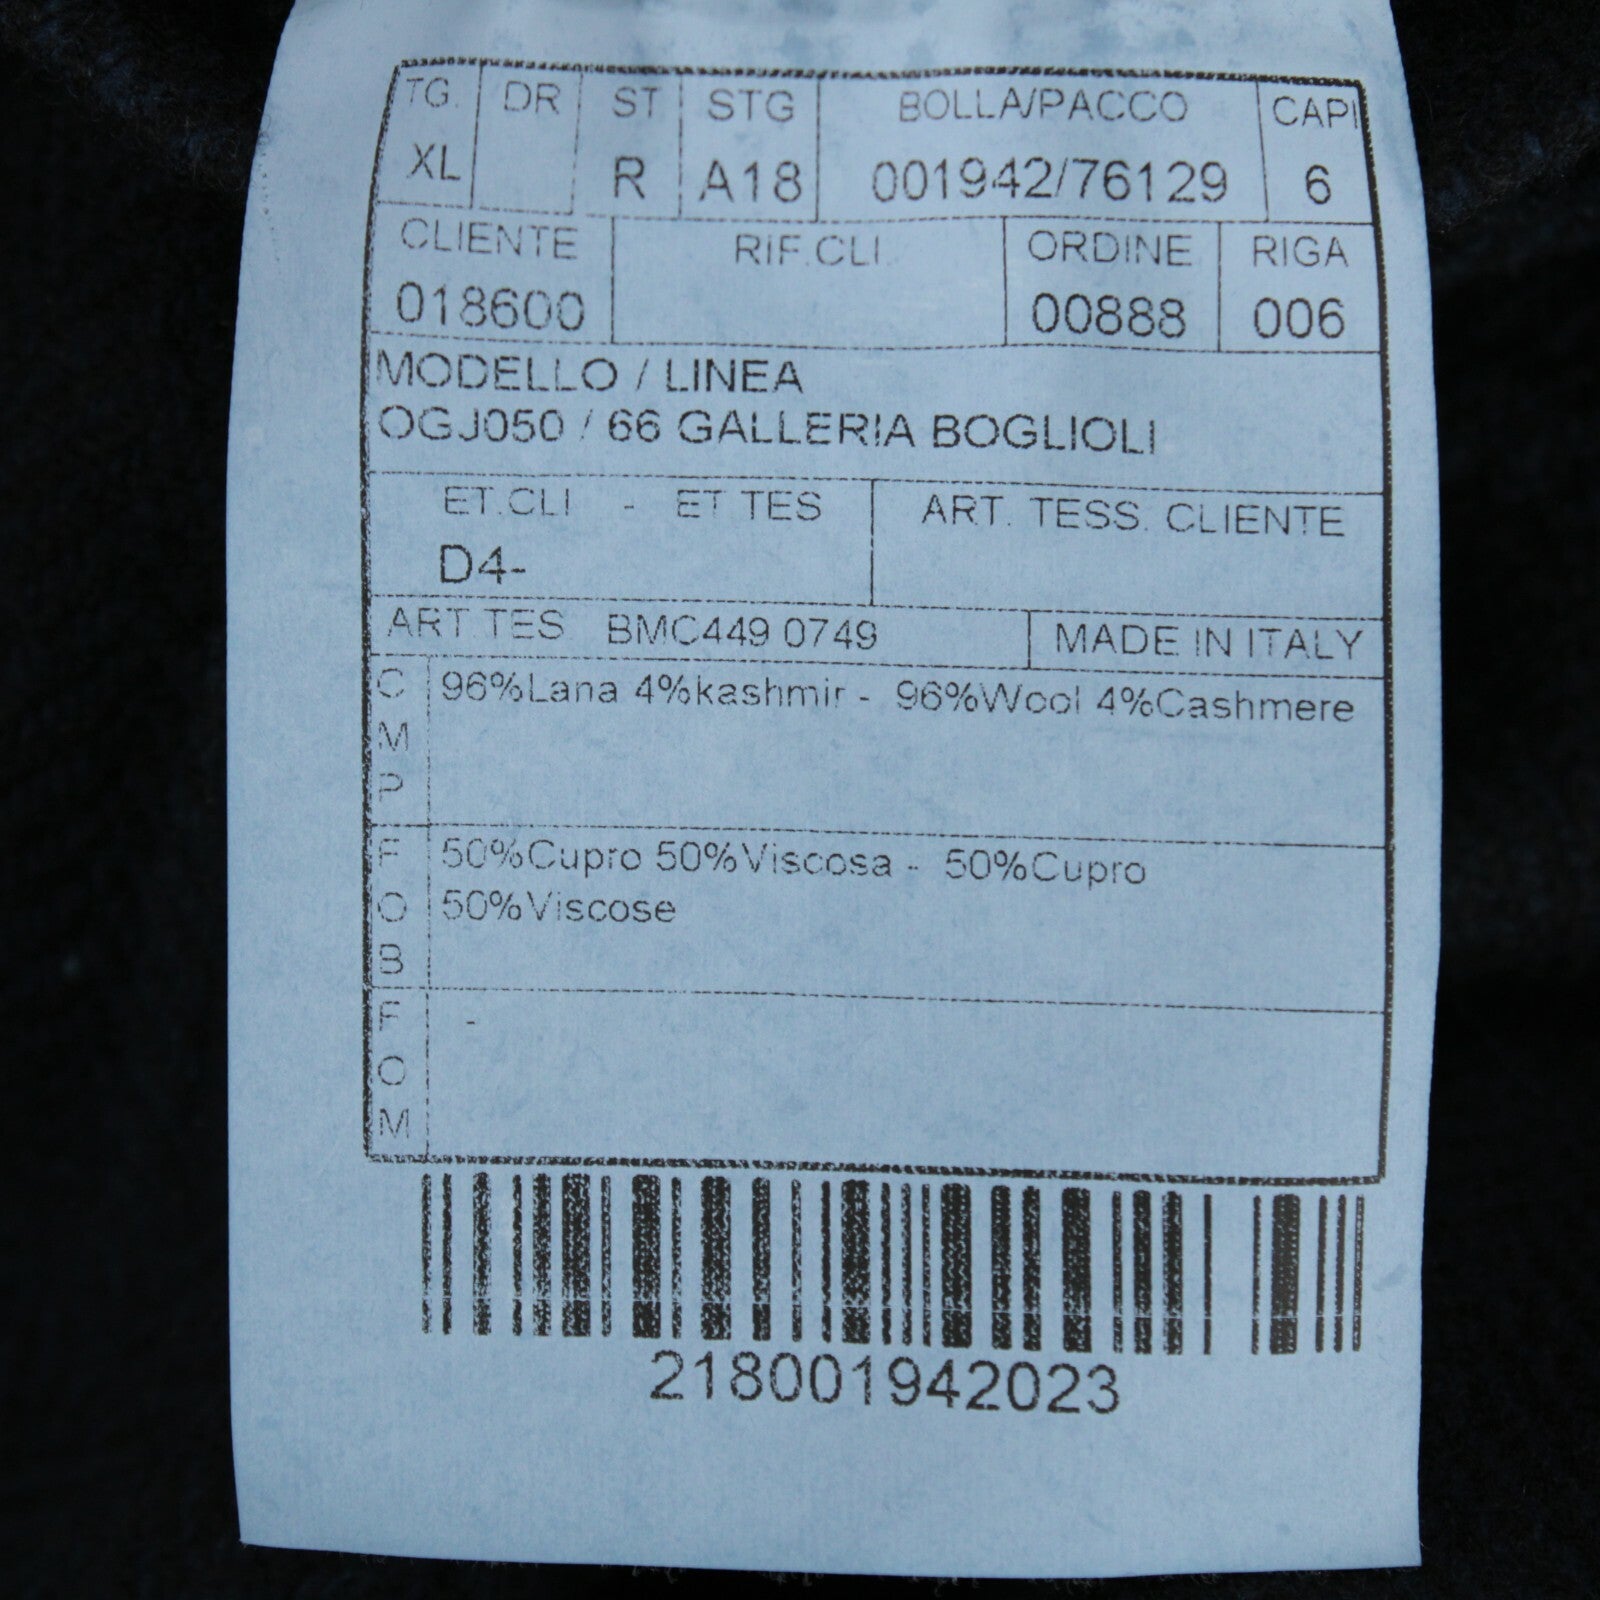 TG. DR ST STG BOLLA/PACCO CAPI
XL R A18 001942/76129 6
CLIENTE RIF.CLI. ORDINE RIGA
018600 00888 006
MODELLO / LINEA
OGJ050 / 66 GALLERIA BOGLIOLI
ET.CLI - ET TES ART. TESS. CLIENTE
D4-
ART.TES BMC449 0749 MADE IN ITALY
CMP 96%Lana 4%kashmir - 96%Wool 4%Cashmere
FOB 50%Cupro 50%Viscosa - 50%Cupro
50%Viscose
FOM -
218001942023